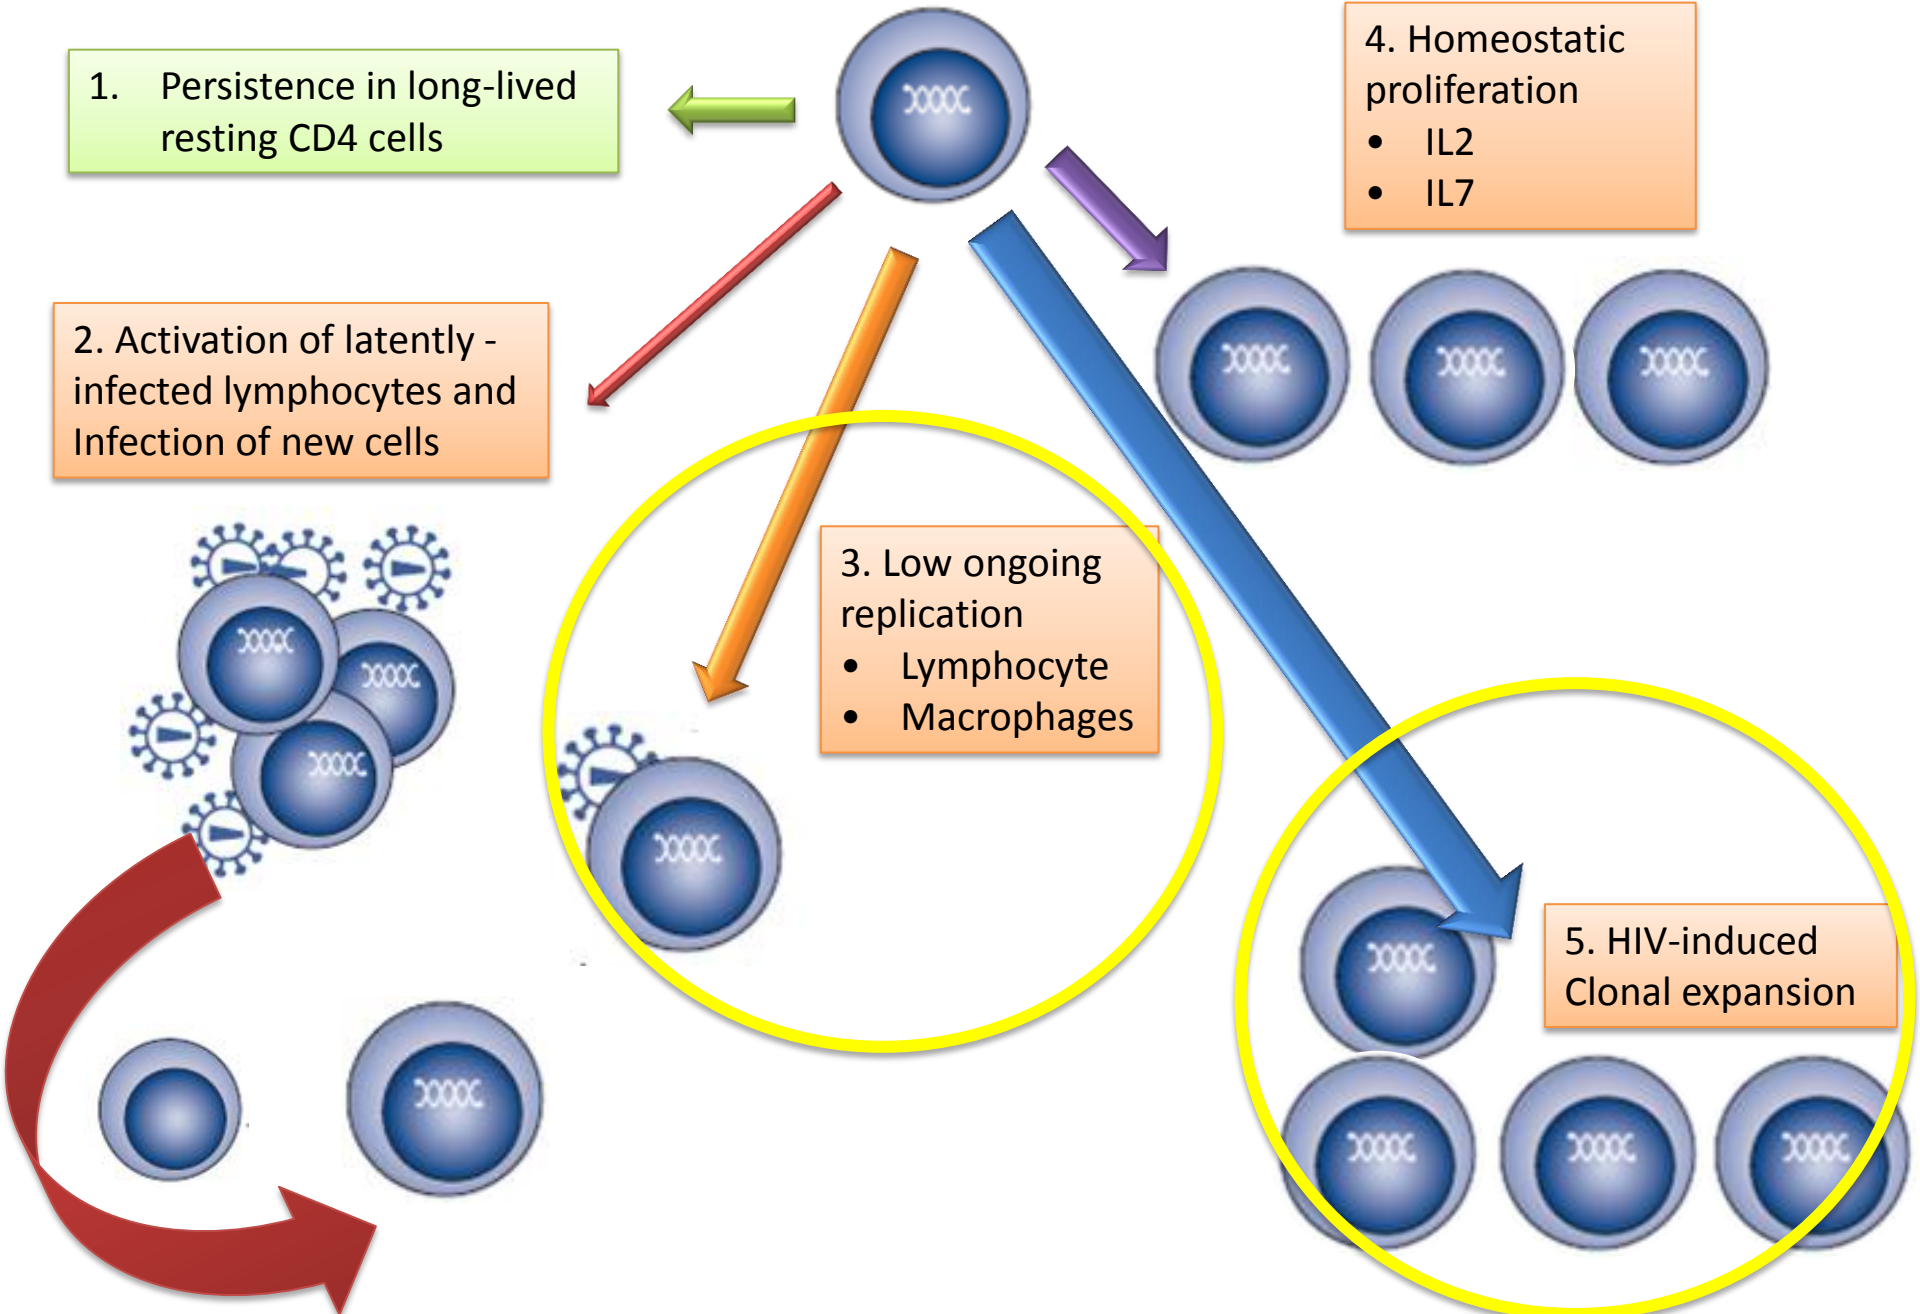 1. Persistence in long-lived
resting CD4 cells
2. Activation of latently -
infected lymphocytes and
Infection of new cells
3. Low ongoing
replication
• Lymphocyte
• Macrophages
4. Homeostatic
proliferation
• IL2
• IL7
5. HIV-induced
Clonal expansion